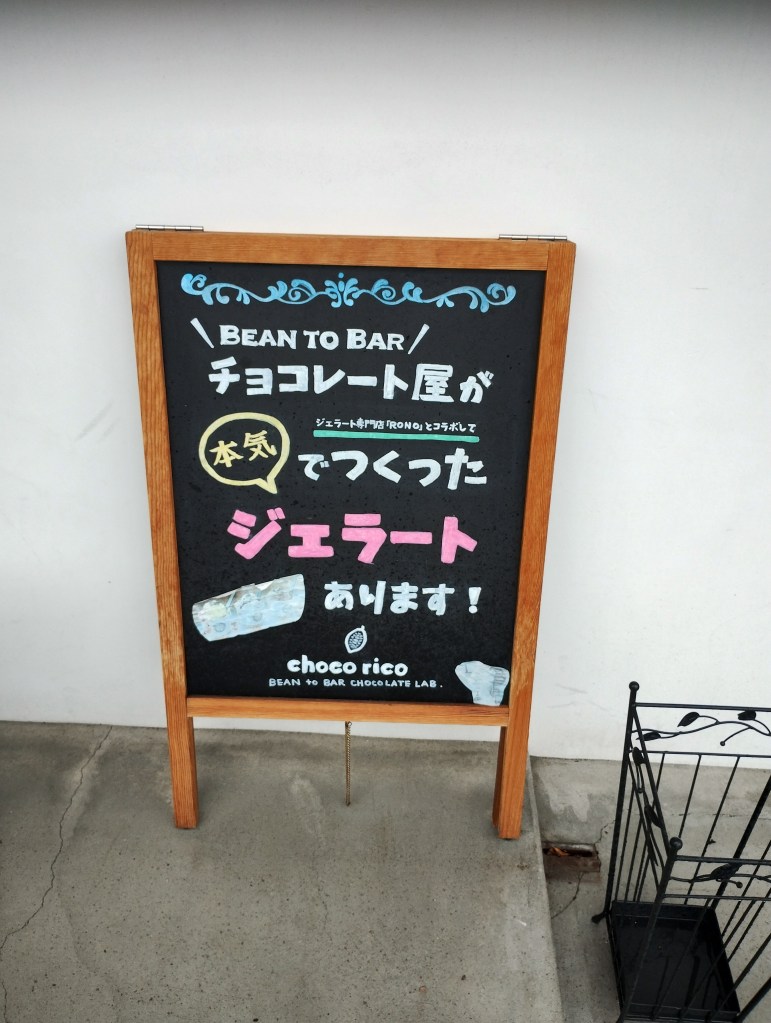 \ BEAN TO BAR /
チョコレート屋が
ジェラート専門店「RONO」とコラボして
本気でつくった
ジェラート
あります!
choco rico
BEAN to BAR CHOCOLATE LAB.